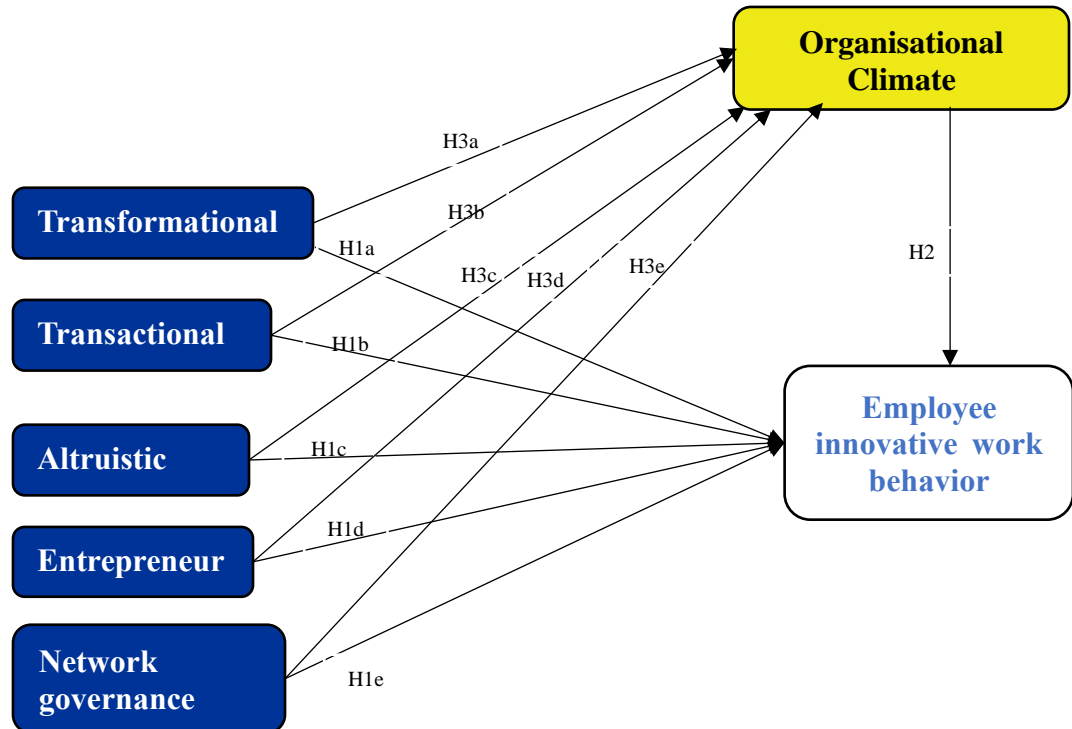 Organisational
Climate
H3a
Transformational
H3b
H1a
H3c
H3d
H3e
H2
Transactional
H1b
Employee
innovative work
behavior
Altruistic
H1c
H1d
Entrepreneur
Network
governance
H1e